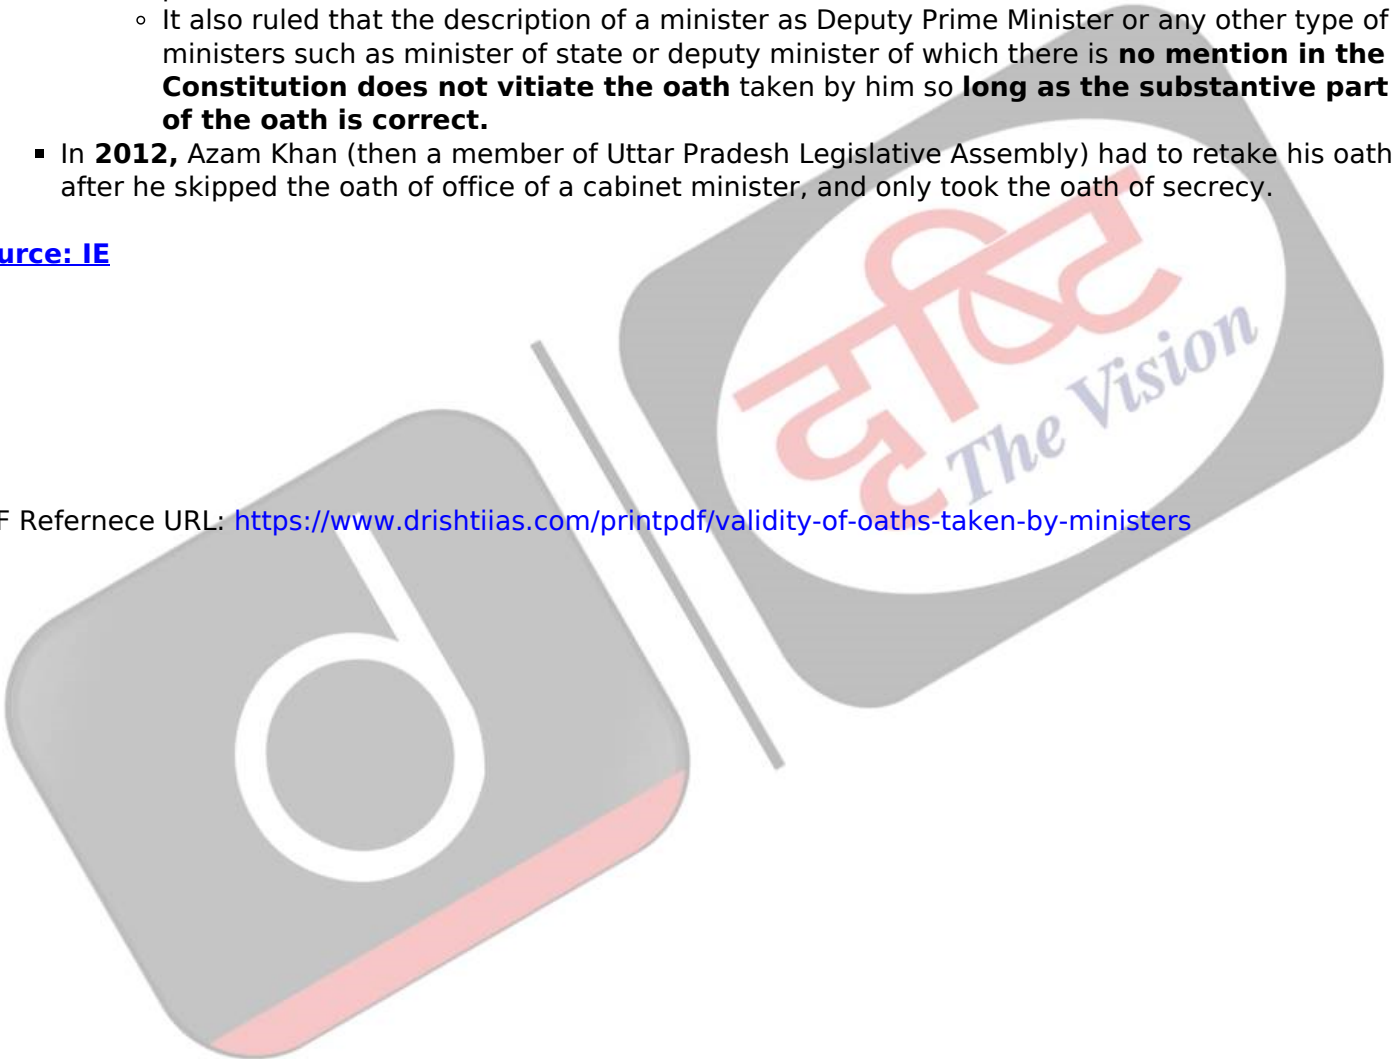 It also ruled that the description of a minister as Deputy Prime Minister or any other type of
ministers such as minister of state or deputy minister of which there is no mention in the
Constitution does not vitiate the oath taken by him so long as the substantive part
of the oath is correct.
In 2012, Azam Khan (then a member of Uttar Pradesh Legislative Assembly) had to retake his oath
after he skipped the oath of office of a cabinet minister, and only took the oath of secrecy.
urce: IE
दृष्टि
The Vision
F Refernece URL: https://www.drishtiias.com/printpdf/validity-of-oaths-taken-by-ministers
d